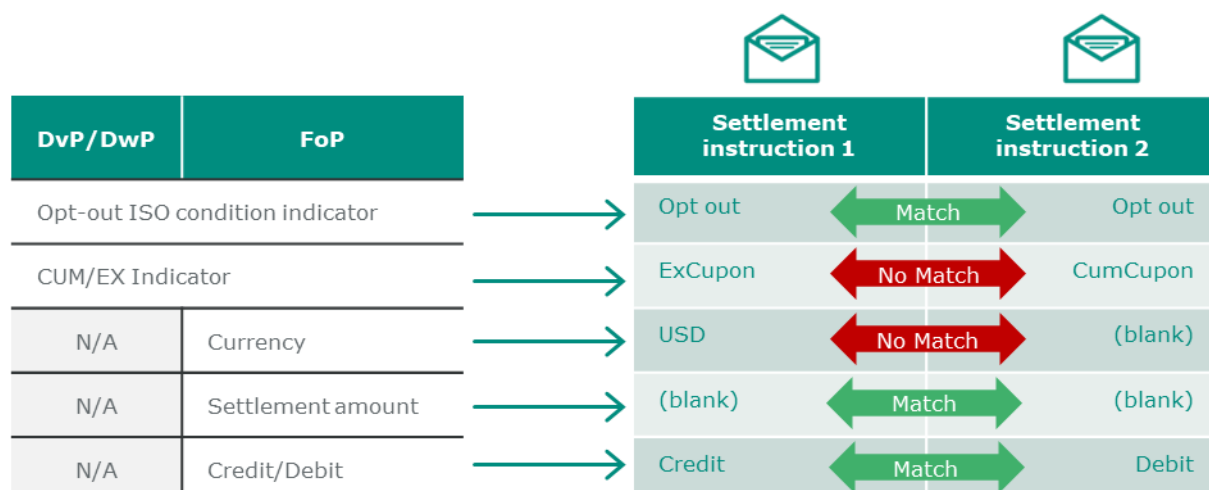 DvP/DwP FoP
Settlement instruction 1
Settlement instruction 2
Opt-out ISO condition indicator
Opt out Match Opt out
CUM/EX Indicator
ExCupon No Match CumCupon
N/A Currency
USD No Match (blank)
N/A Settlement amount
(blank) Match (blank)
N/A Credit/Debit
Credit Match Debit